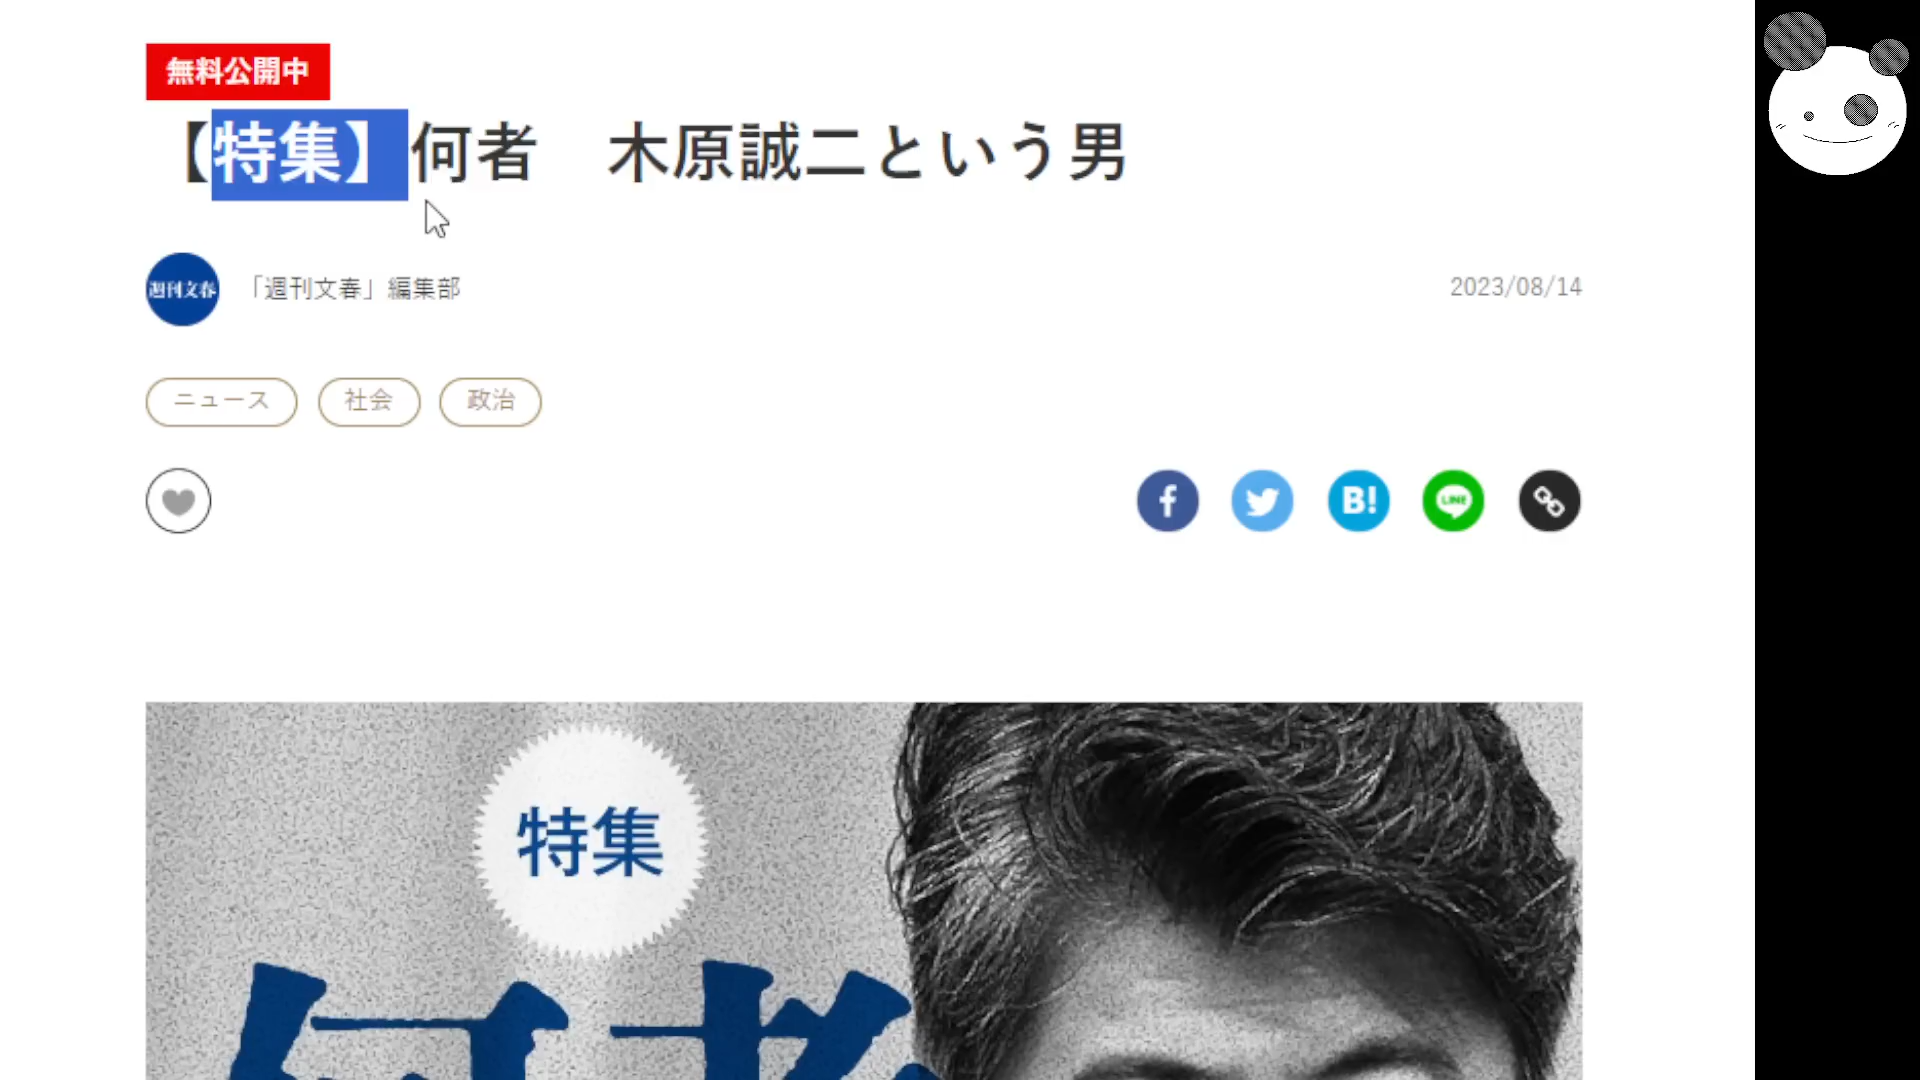 無料公開中
【特集】何者　木原誠二という男
週刊文春
「週刊文春」編集部
2023/08/14
ニュース
社会
政治
f
B!
LINE
特集
何者